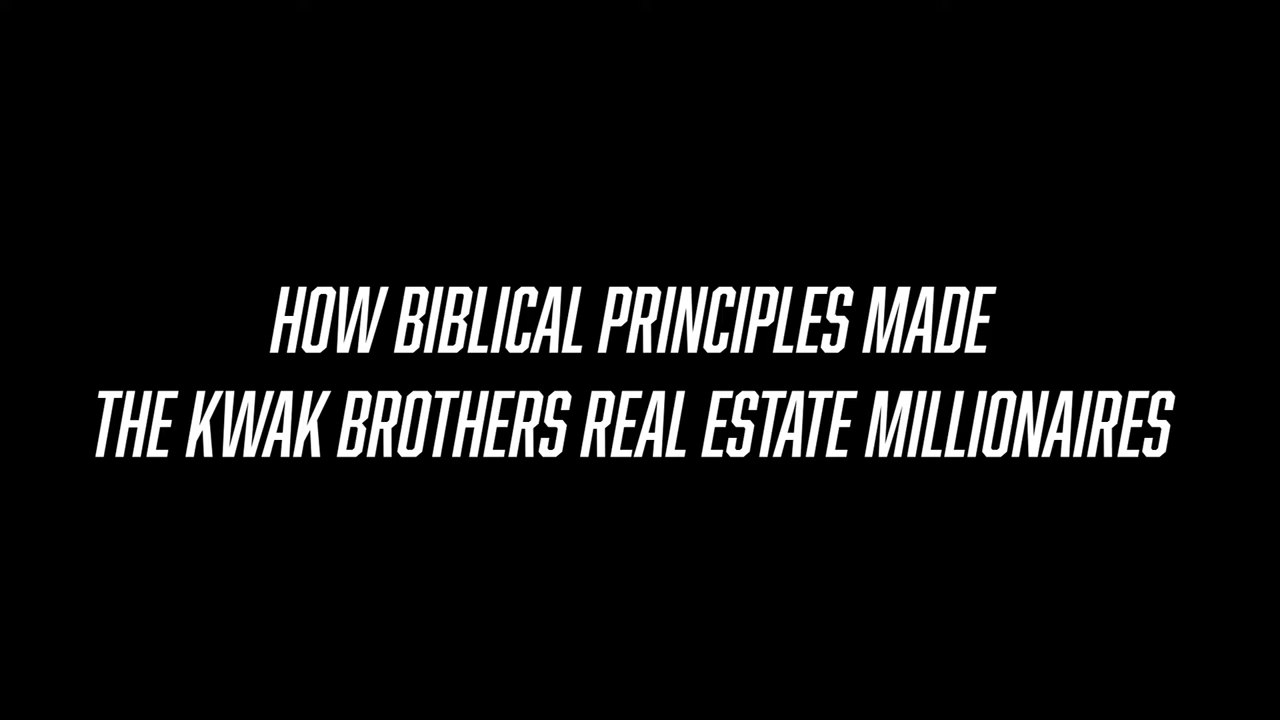 HOW BIBLICAL PRINCIPLES MADE
THE KWAK BROTHERS REAL ESTATE MILLIONAIRES